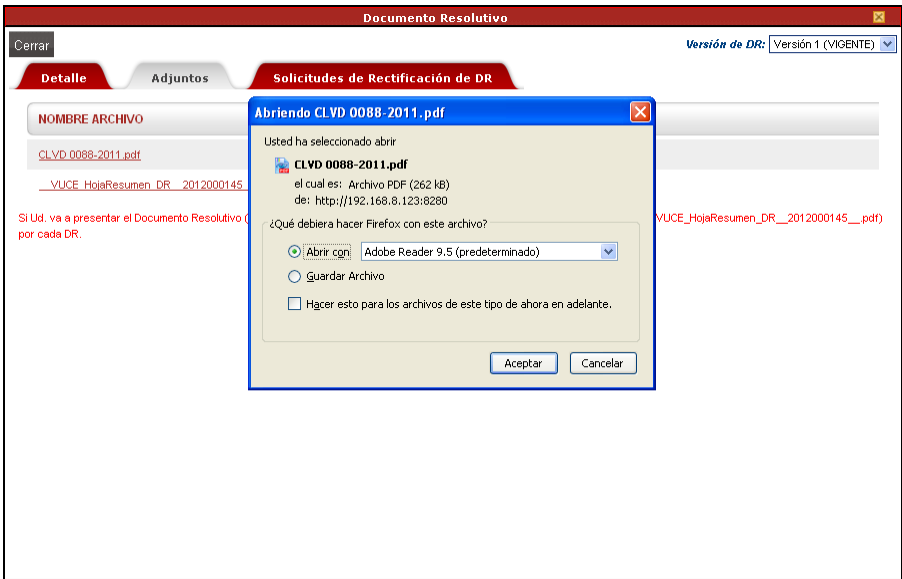 Documento Resolutivo
Cerrar
Versión de DR: Versión 1 (VIGENTE)
Detalle
Adjuntos
Solicitudes de Rectificación de DR
NOMBRE ARCHIVO
CLVD 0088-2011.pdf
__VUCE_HojaResumen_DR__2012000145_
Si Ud. va a presentar el Documento Resolutivo (
VUCE_HojaResumen_DR__2012000145__.pdf)
por cada DR.
Abriendo CLVD 0088-2011.pdf
Usted ha seleccionado abrir
CLVD 0088-2011.pdf
el cual es: Archivo PDF (262 kB)
de: http://192.168.8.123:8280
¿Qué debiera hacer Firefox con este archivo?
Abrir con Adobe Reader 9.5 (predeterminado)
Guardar Archivo
Hacer esto para los archivos de este tipo de ahora en adelante.
Aceptar Cancelar